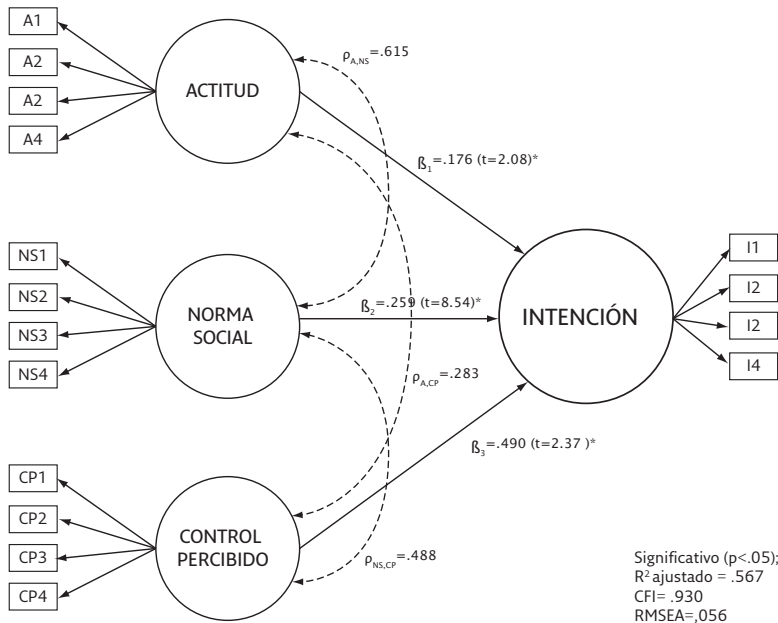 A1
A2
A2
A4
ACTITUD
ρA,NS=.615
ß1=.176 (t=2.08)*
NS1
NS2
NS3
NS4
NORMA
SOCIAL
ß2=.259 (t=8.54)*
INTENCIÓN
I1
I2
I2
I4
ρA,CP=.283
ß3=.490 (t=2.37 )*
CP1
CP2
CP3
CP4
CONTROL
PERCIBIDO
ρNS,CP=.488
Significativo (p<.05);
R² ajustado = .567
CFI= .930
RMSEA=,056